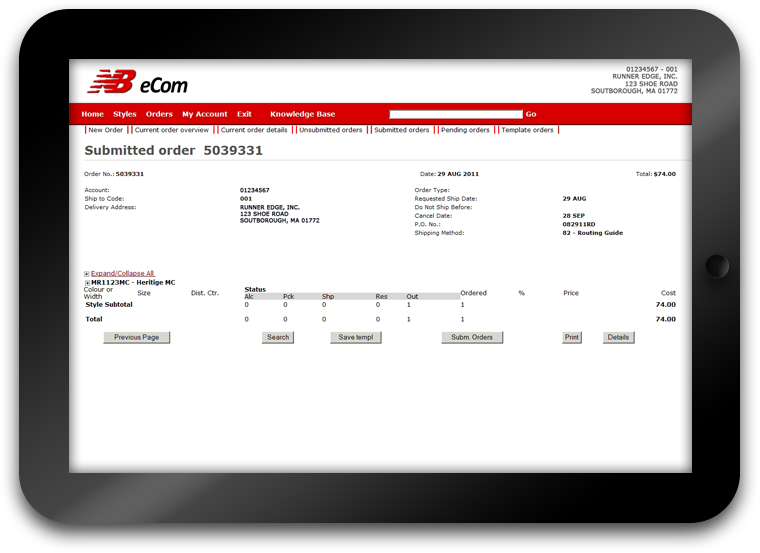 01234567 - 001
RUNNER EDGE, INC.
123 SHOE ROAD
SOUTBOROUGH, MA 01772
NB eCom
Home Styles Orders My Account Exit Knowledge Base Go
New Order Current order overview Current order details Unsubmitted orders Submitted orders Pending orders Template orders
Submitted order 5039331
Order No.: 5039331 Date: 29 AUG 2011 Total: $74.00
Account: 01234567 Order Type:
Ship to Code: 001 Requested Ship Date: 29 AUG
Delivery Address: RUNNER EDGE, INC. Do Not Ship Before:
123 SHOE ROAD Cancel Date: 28 SEP
SOUTBOROUGH, MA 01772 P.O. No.: 082911RD
Shipping Method: 82 - Routing Guide
Expand/Collapse All
MR1123MC - Heritige MC
Colour or Width Size Dist. Ctr. Status Ordered % Price Cost
Alc Pck Shp Res Out
Style Subtotal 0 0 0 0 1 1 74.00
Total 0 0 0 0 1 1 74.00
Previous Page Search Save templ Subm. Orders Print Details